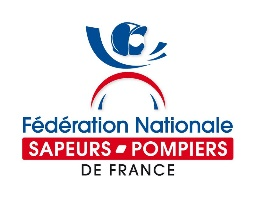 Fédération Nationale
SAPEURS-POMPIERS
DE FRANCE